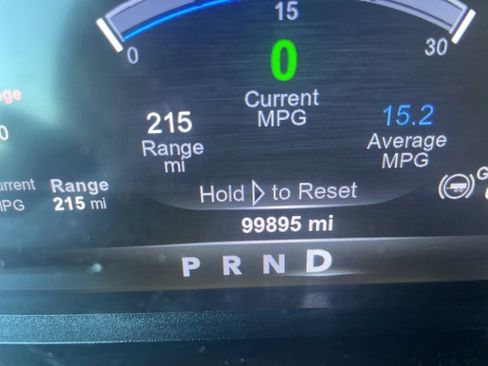 15
0
30
0
Current
MPG
215
Range
mi
15.2
Average
MPG
Range
215 mi
Hold to Reset
99895 mi
P R N D